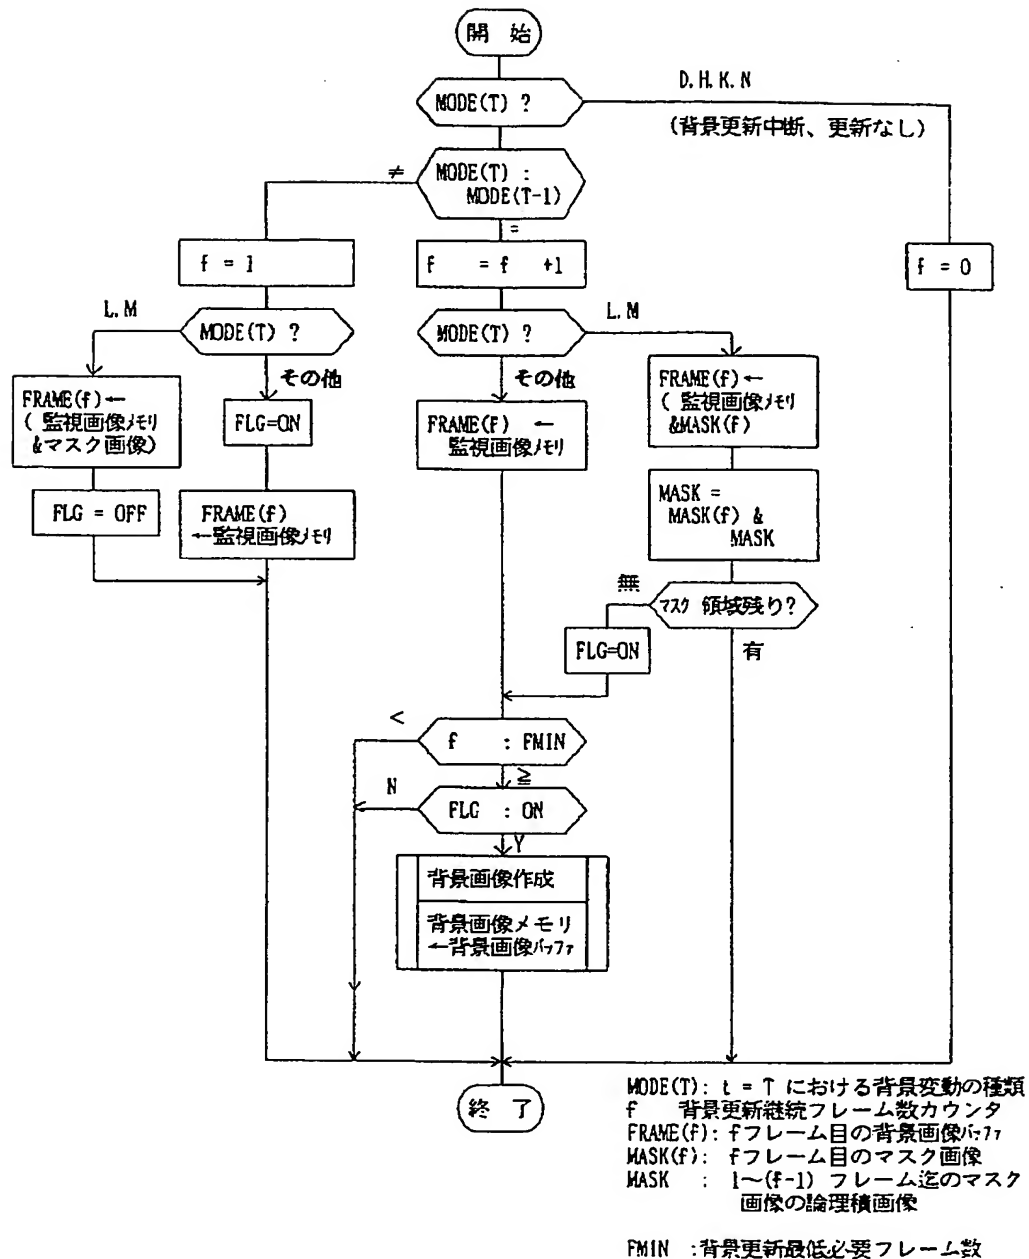 開 始
MODE(T) ?
D.H.K.N
(背景更新中断、更新なし)
MODE(T) :
MODE(T-1)
≠
=
f = 1
f = f +1
f = 0
L.M
MODE(T) ?
その他
MODE(T) ?
L.M
その他
FRAME(f)←
( 監視画像メモリ
&マスク画像)
FLG=ON
FRAME(f) ←
監視画像メモリ
FRAME(f)←
( 監視画像メモリ
&MASK(f)
FLG = OFF
FRAME(f)
←監視画像メモリ
MASK =
MASK(f) &
MASK
無
マスク 領域残り?
FLG=ON
有
<
f : FMIN
≧
N
FLG : ON
Y
背景画像作成
背景画像メモリ
←背景画像バッファ
終 了
MODE(T): t = T における背景変動の種類
f 背景更新継続フレーム数カウンタ
FRAME(f): fフレーム目の背景画像バッファ
MASK(f): fフレーム目のマスク画像
MASK : 1~(f-1) フレーム迄のマスク
画像の論理積画像
FMIN :背景更新最低必要フレーム数